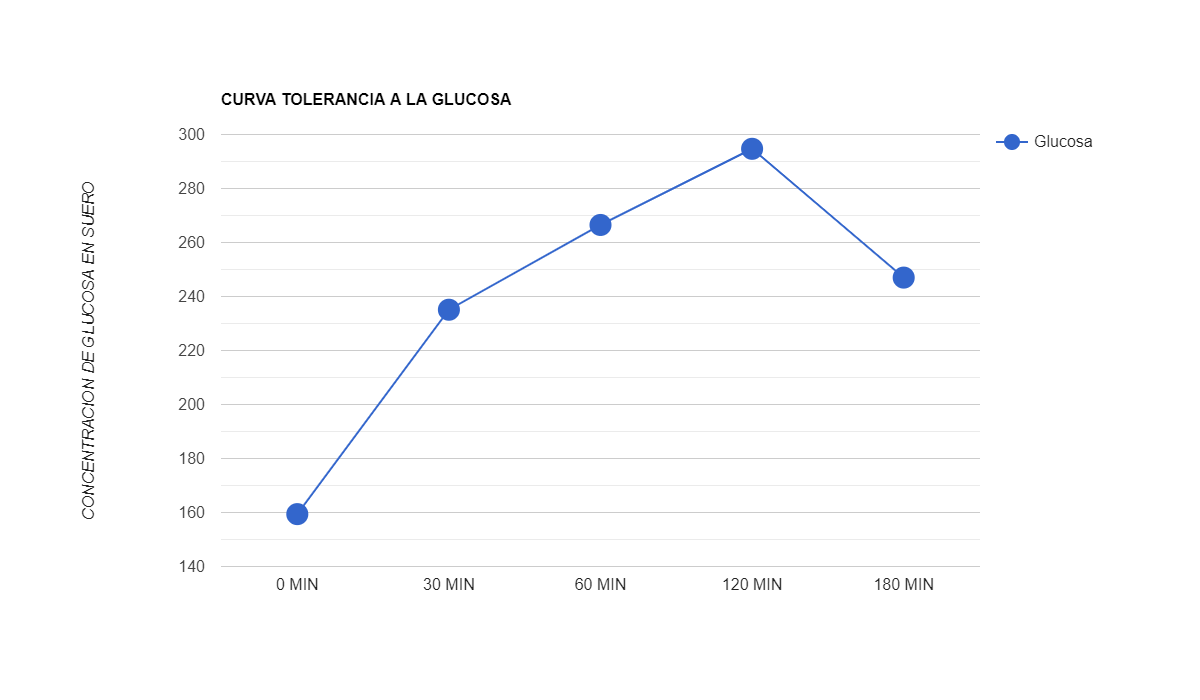 CURVA TOLERANCIA A LA GLUCOSA
Glucosa
CONCENTRACION DE GLUCOSA EN SUERO
300
280
260
240
220
200
180
160
140
0 MIN
30 MIN
60 MIN
120 MIN
180 MIN